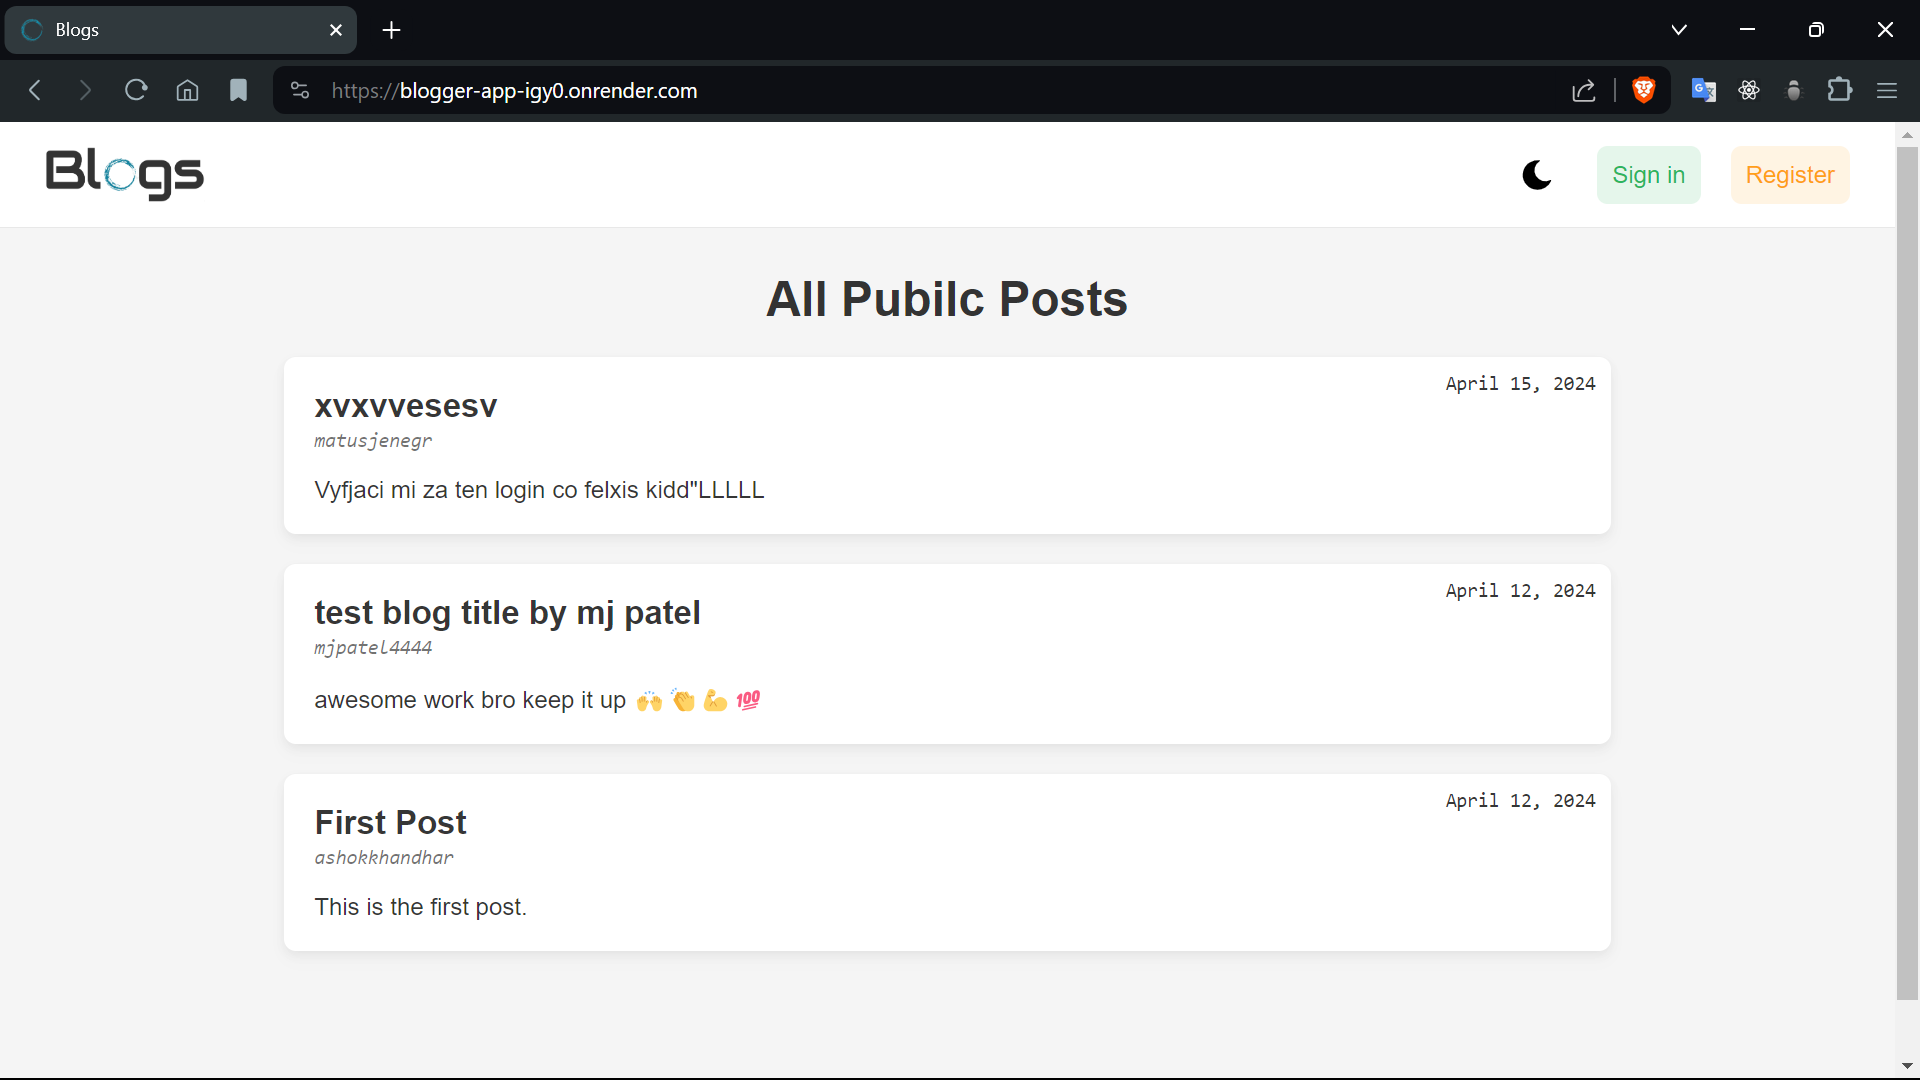 Blogs
https://blogger-app-igy0.onrender.com
Blogs
Sign in
Register
All Pubilc Posts
April 15, 2024
xvxvvesesv
matusjenegr
Vyfjaci mi za ten login co felxis kidd"LLLLL
April 12, 2024
test blog title by mj patel
mjpatel4444
awesome work bro keep it up 🙌 👏 💪 💯
April 12, 2024
First Post
ashokkhandhar
This is the first post.